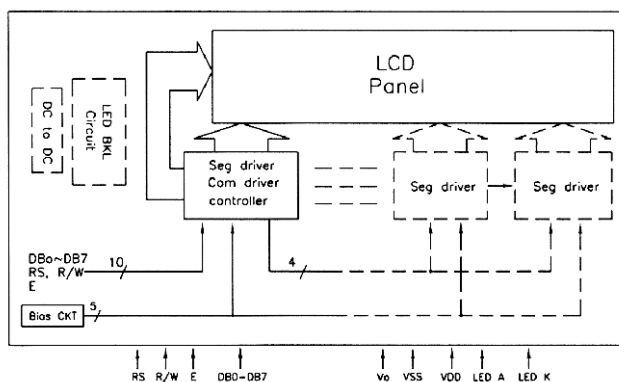 LCD
Panel
DC to DC
LED BKL
Circuit
Seg driver
Com driver
controller
Seg driver
Seg driver
DBo~DB7
RS, R/W
E
10
4
Bias CKT
5
RS R/W E DB0-DB7 Vo VSS VDD LED A LED K